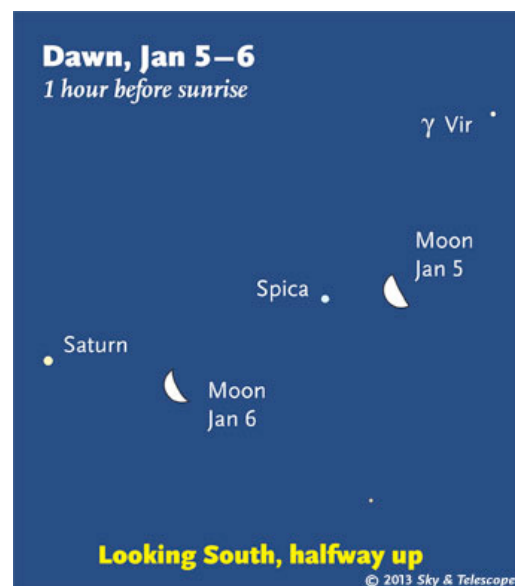 Dawn, Jan 5–6
1 hour before sunrise
γ Vir
Moon
Jan 5
Spica
Saturn
Moon
Jan 6
Looking South, halfway up
© 2013 Sky & Telescope